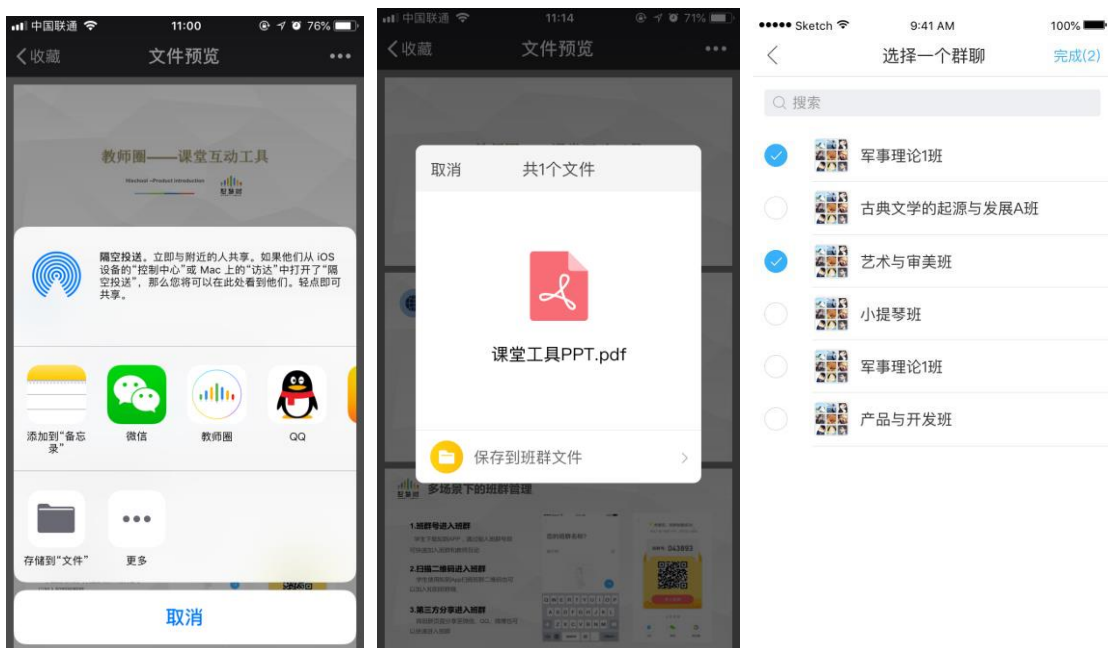 中国联通 11:00 76%
收藏 文件预览
教师圈——课堂互动工具
隔空投送。立即与附近的人共享。如果他们从 iOS
设备的“控制中心”或 Mac 上的“访达”中打开了“隔
空投送”，那么您将可以在此处看到他们。轻点即可
共享。
添加到“备忘
录”
微信
教师圈
QQ
存储到“文件”
更多
取消
中国联通 11:14 71%
收藏 文件预览
取消 共1个文件
课堂工具PPT.pdf
保存到班群文件
多场景下的班群管理
1.班群号进入班群
2.扫描二维码进入班群
3.第三方分享进入班群
043893
Sketch 9:41 AM 100%
选择一个群聊 完成(2)
搜索
军事理论1班
古典文学的起源与发展A班
艺术与审美班
小提琴班
军事理论1班
产品与开发班